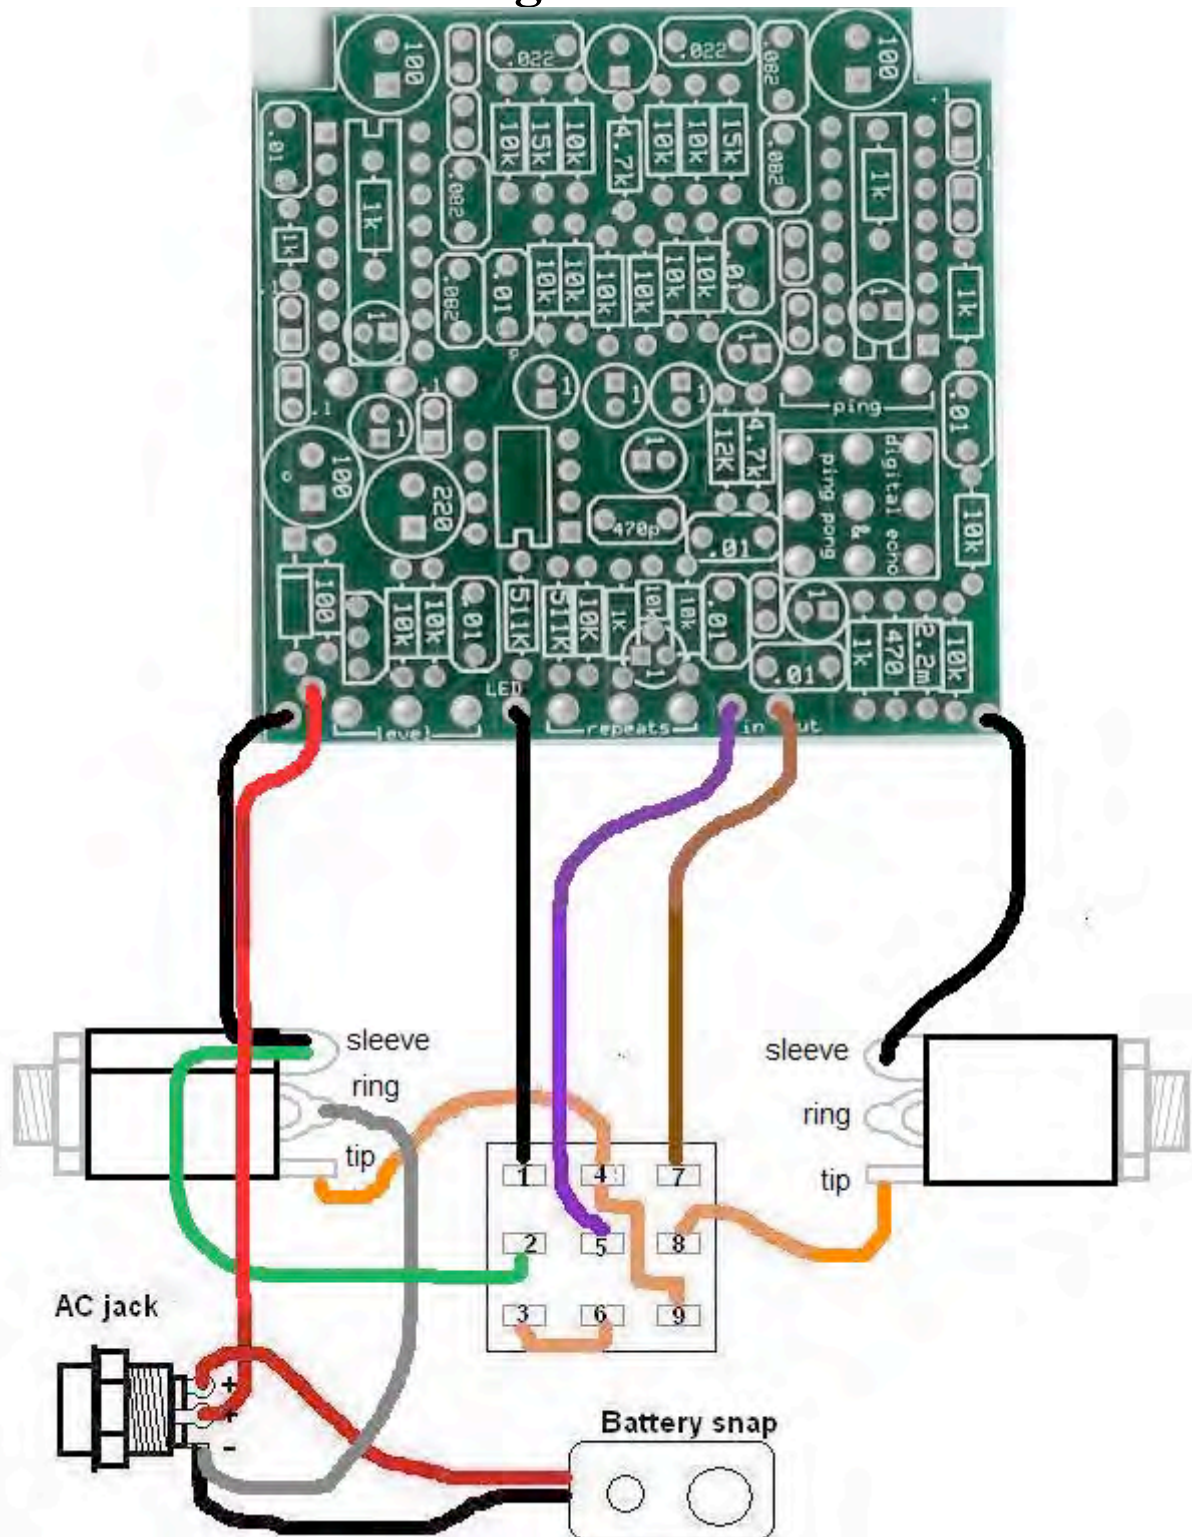 100
.022
.022
.082
100
.01
10k
15k
10k
4.7k
10k
10k
15k
.082
1k
1k
.082
1k
.082
.01
10k
10k
10k
10k
10k
10k
.01
1
1
1k
1
1
1
1
ping
.1
.1
1
100
220
1
12K
4.7k
.01
470p
.01
ping pong
&
digital echo
10k
100
10k
10k
.01
511K
511K
10K
1k
10k
10k
.01
1
1
.01
1k
470
2.2m
10k
LED
level
repeats
in
sleeve
ring
tip
sleeve
ring
tip
1
4
7
2
5
8
3
6
9
AC jack
+
+
-
Battery snap